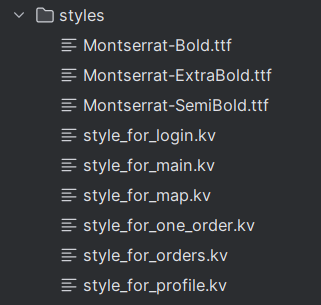 styles
Montserrat-Bold.ttf
Montserrat-ExtraBold.ttf
Montserrat-SemiBold.ttf
style_for_login.kv
style_for_main.kv
style_for_map.kv
style_for_one_order.kv
style_for_orders.kv
style_for_profile.kv